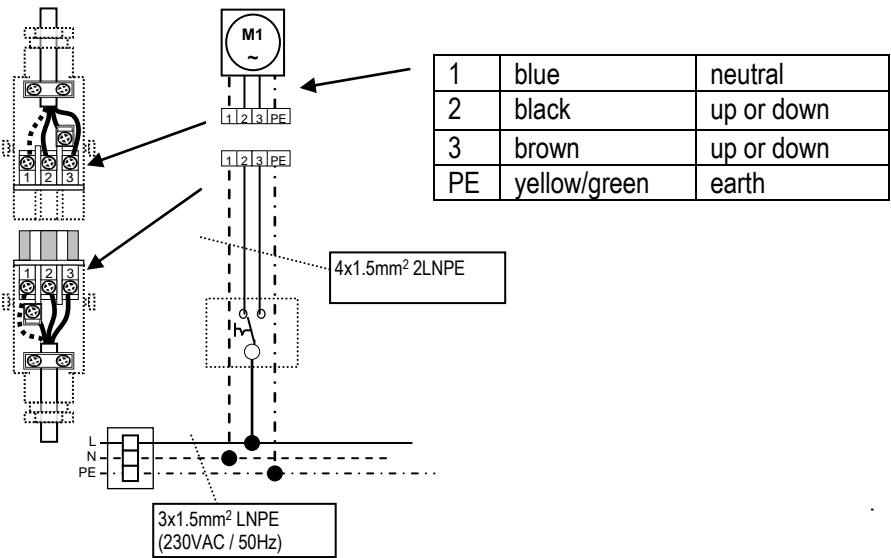 M1
~
1 blue neutral
2 black up or down
3 brown up or down
PE yellow/green earth
1 2 3 PE
1 2 3
1 2 3 PE
1 2 3
4x1.5mm² 2LNPE
L
N
PE
3x1.5mm² LNPE
(230VAC / 50Hz)